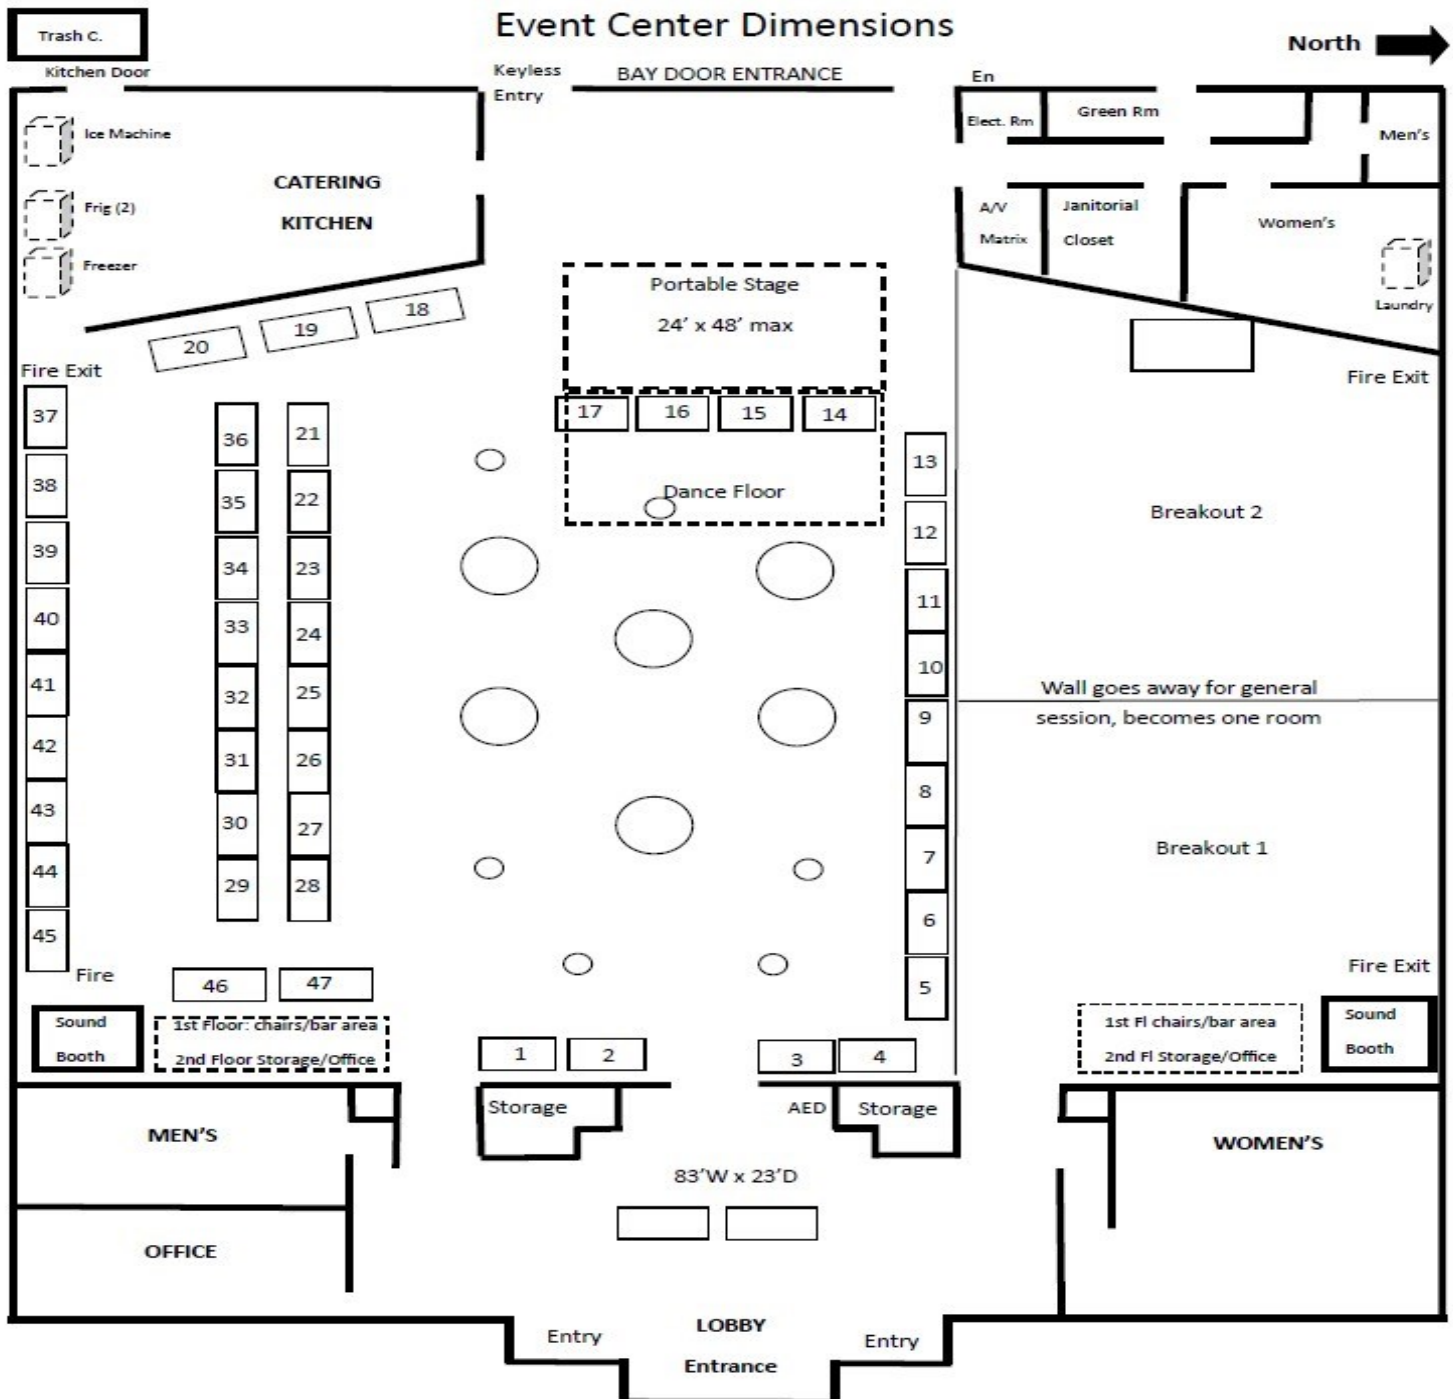 Event Center Dimensions
Trash C.
North
Kitchen Door
Keyless
Entry
BAY DOOR ENTRANCE
En
Ice Machine
Elect. Rm
Green Rm
Men's
CATERING
KITCHEN
Frig (2)
A/V
Matrix
Janitorial
Closet
Women's
Freezer
Laundry
Portable Stage
24' x 48' max
18
19
20
Fire Exit
Fire Exit
37
36
21
17
16
15
14
13
38
35
22
Dance Floor
12
Breakout 2
39
34
23
11
40
33
24
10
41
32
25
Wall goes away for general
session, becomes one room
9
42
31
26
8
43
30
27
7
Breakout 1
44
29
28
6
45
Fire
46
47
5
Fire Exit
Sound
Booth
1st Floor: chairs/bar area
2nd Floor Storage/Office
1
2
3
4
1st Fl chairs/bar area
2nd Fl Storage/Office
Sound
Booth
Storage
AED
Storage
MEN'S
WOMEN'S
83'W x 23'D
OFFICE
Entry
LOBBY
Entrance
Entry